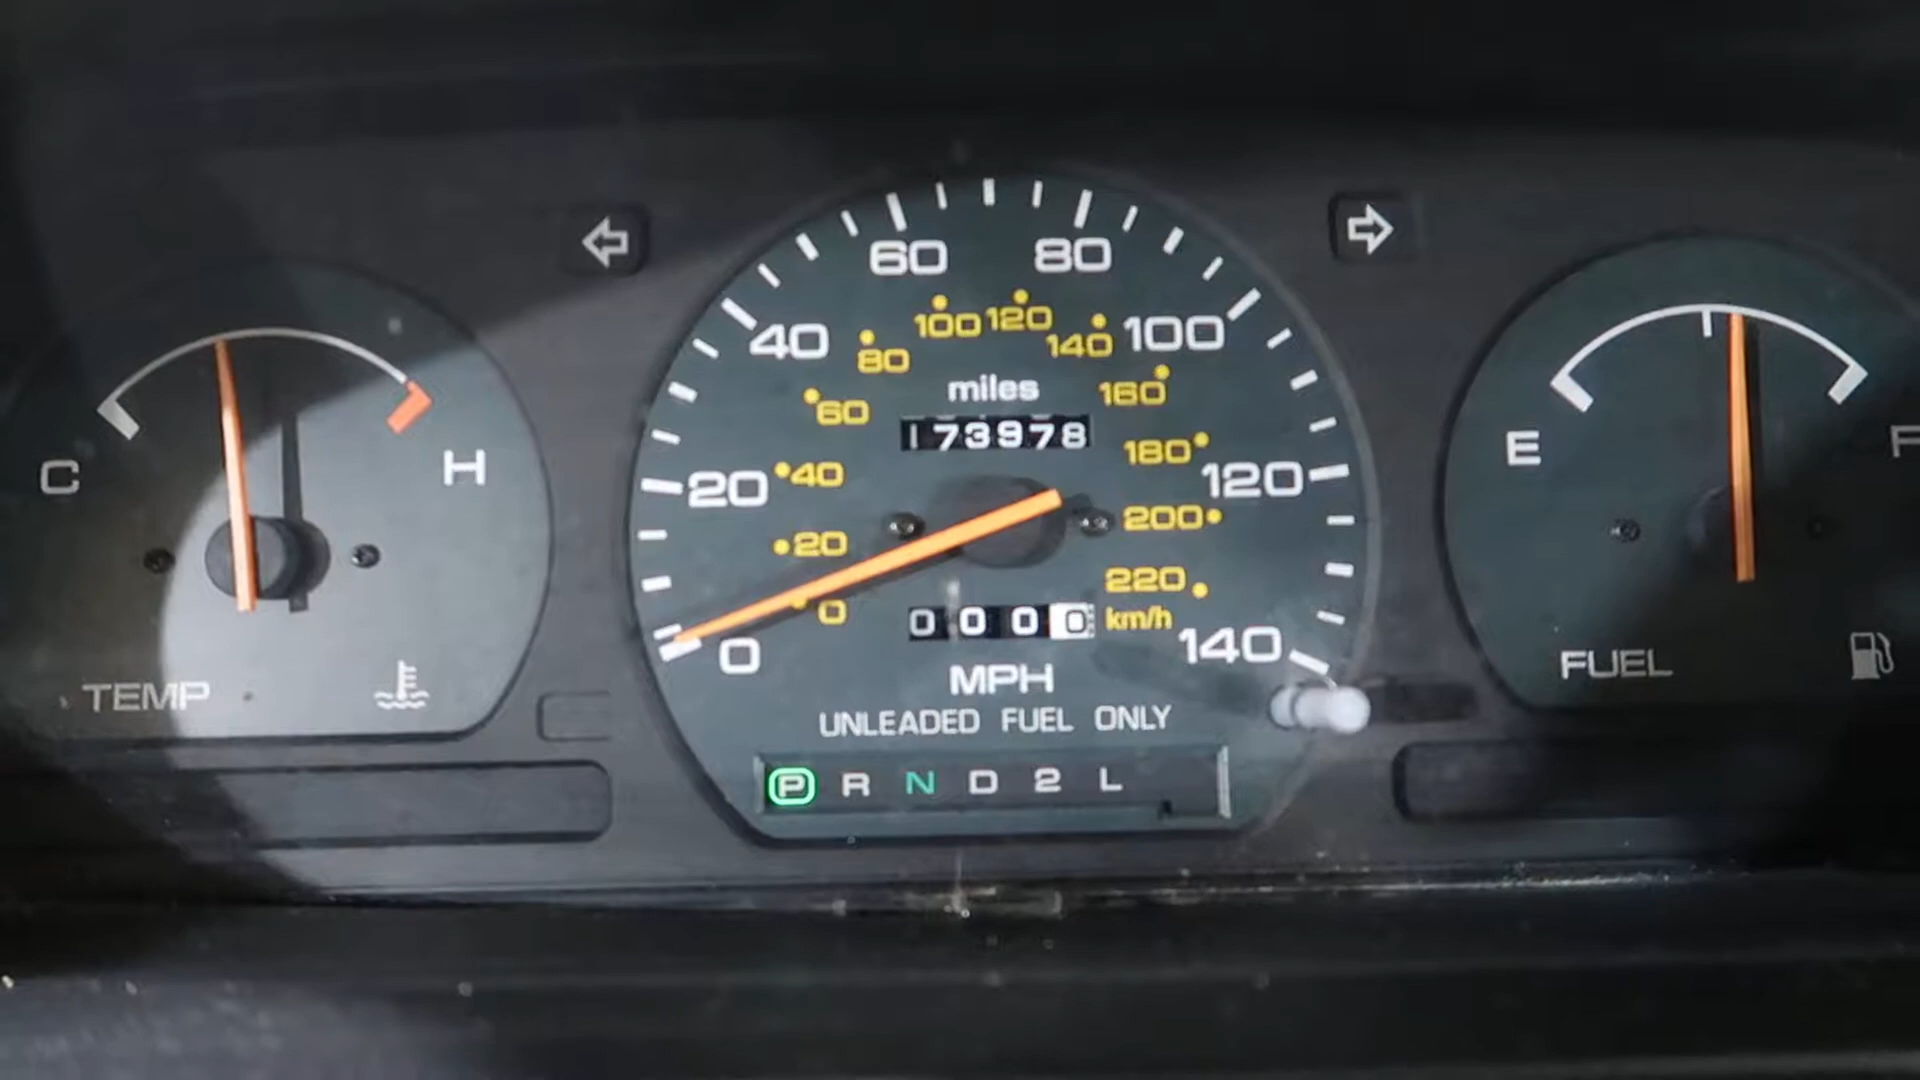 60 80
40 100
80 100 120 140
miles
60 160
173978
20 40 180 120
20 200
0 220
0000 km/h
0 140
MPH
UNLEADED FUEL ONLY
P R N D 2 L
C H
TEMP
E F
FUEL